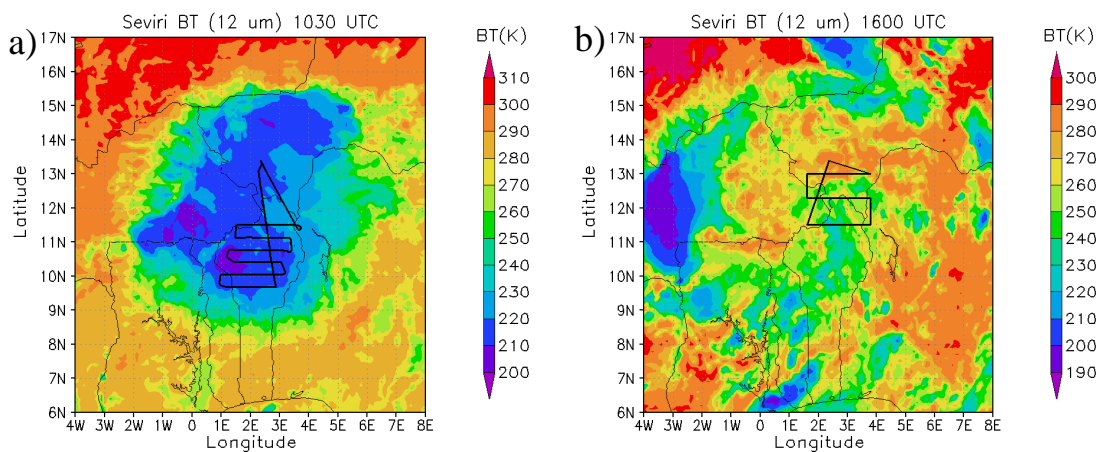 a)
Seviri BT (12 um) 1030 UTC
BT(K)
17N
16N
15N
14N
13N
12N
11N
10N
9N
8N
7N
6N
Latitude
4W 3W 2W 1W 0 1E 2E 3E 4E 5E 6E 7E 8E
Longitude
310
300
290
280
270
260
250
240
230
220
210
200
b)
Seviri BT (12 um) 1600 UTC
BT(K)
17N
16N
15N
14N
13N
12N
11N
10N
9N
8N
7N
6N
Latitude
4W 3W 2W 1W 0 1E 2E 3E 4E 5E 6E 7E 8E
Longitude
300
290
280
270
260
250
240
230
220
210
200
190